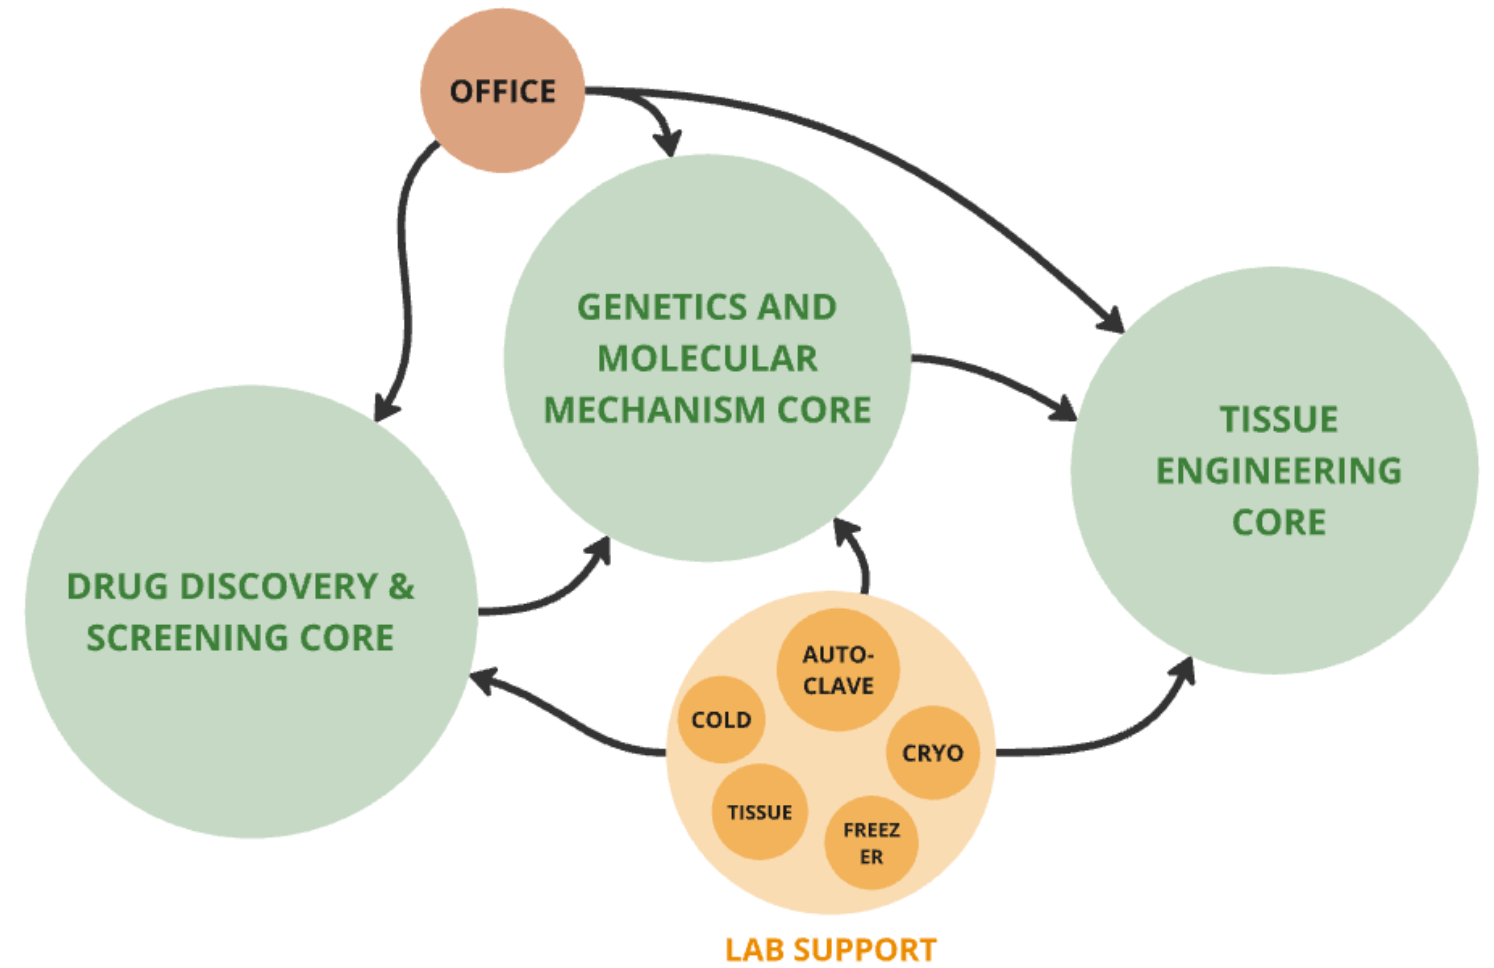 OFFICE
GENETICS AND
MOLECULAR
MECHANISM CORE
TISSUE
ENGINEERING
CORE
DRUG DISCOVERY &
SCREENING CORE
AUTO-
CLAVE
COLD
CRYO
TISSUE
FREEZ
ER
LAB SUPPORT